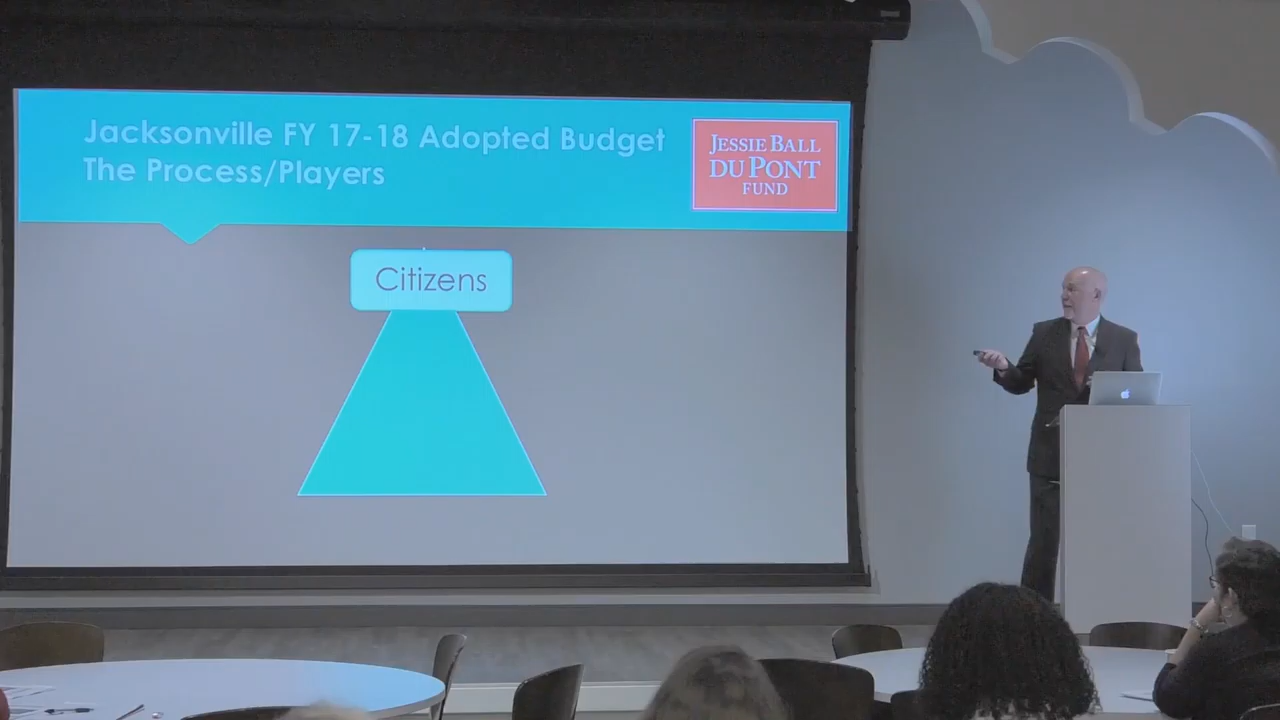 Jacksonville FY 17-18 Adopted Budget
The Process/Players
JESSIE BALL
DU PONT
FUND
Citizens